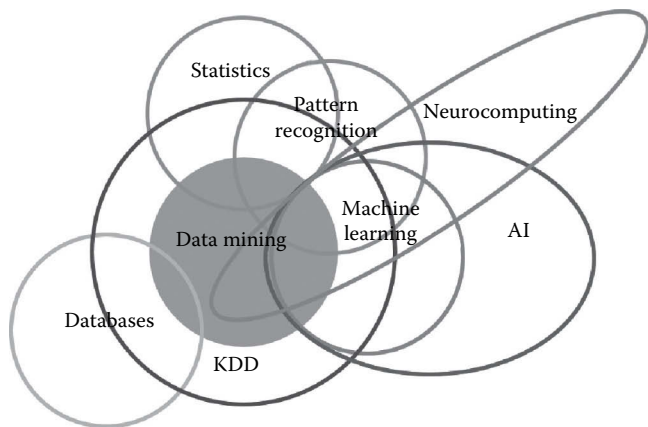 Statistics
Pattern
recognition
Neurocomputing
Machine
learning
AI
Data mining
Databases
KDD